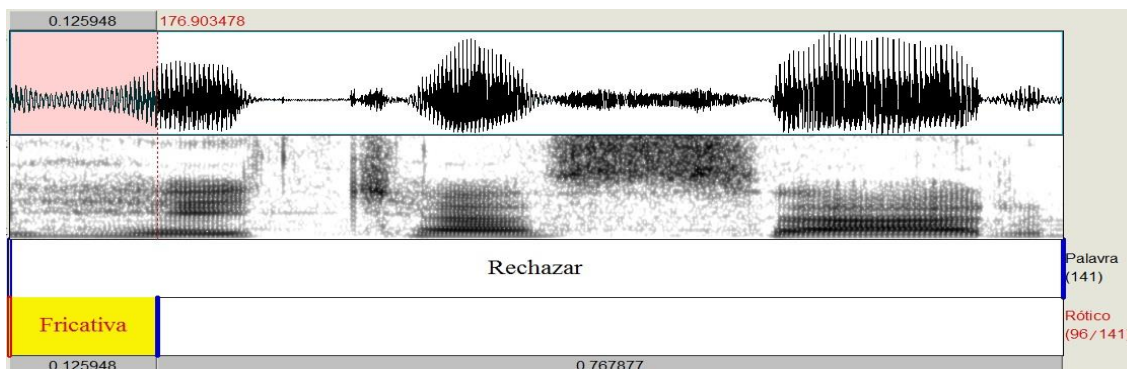 0.125948 176.903478
Rechazar
Palavra
(141)
Fricativa
Rótico
(96/141)
0.125948 0.767877